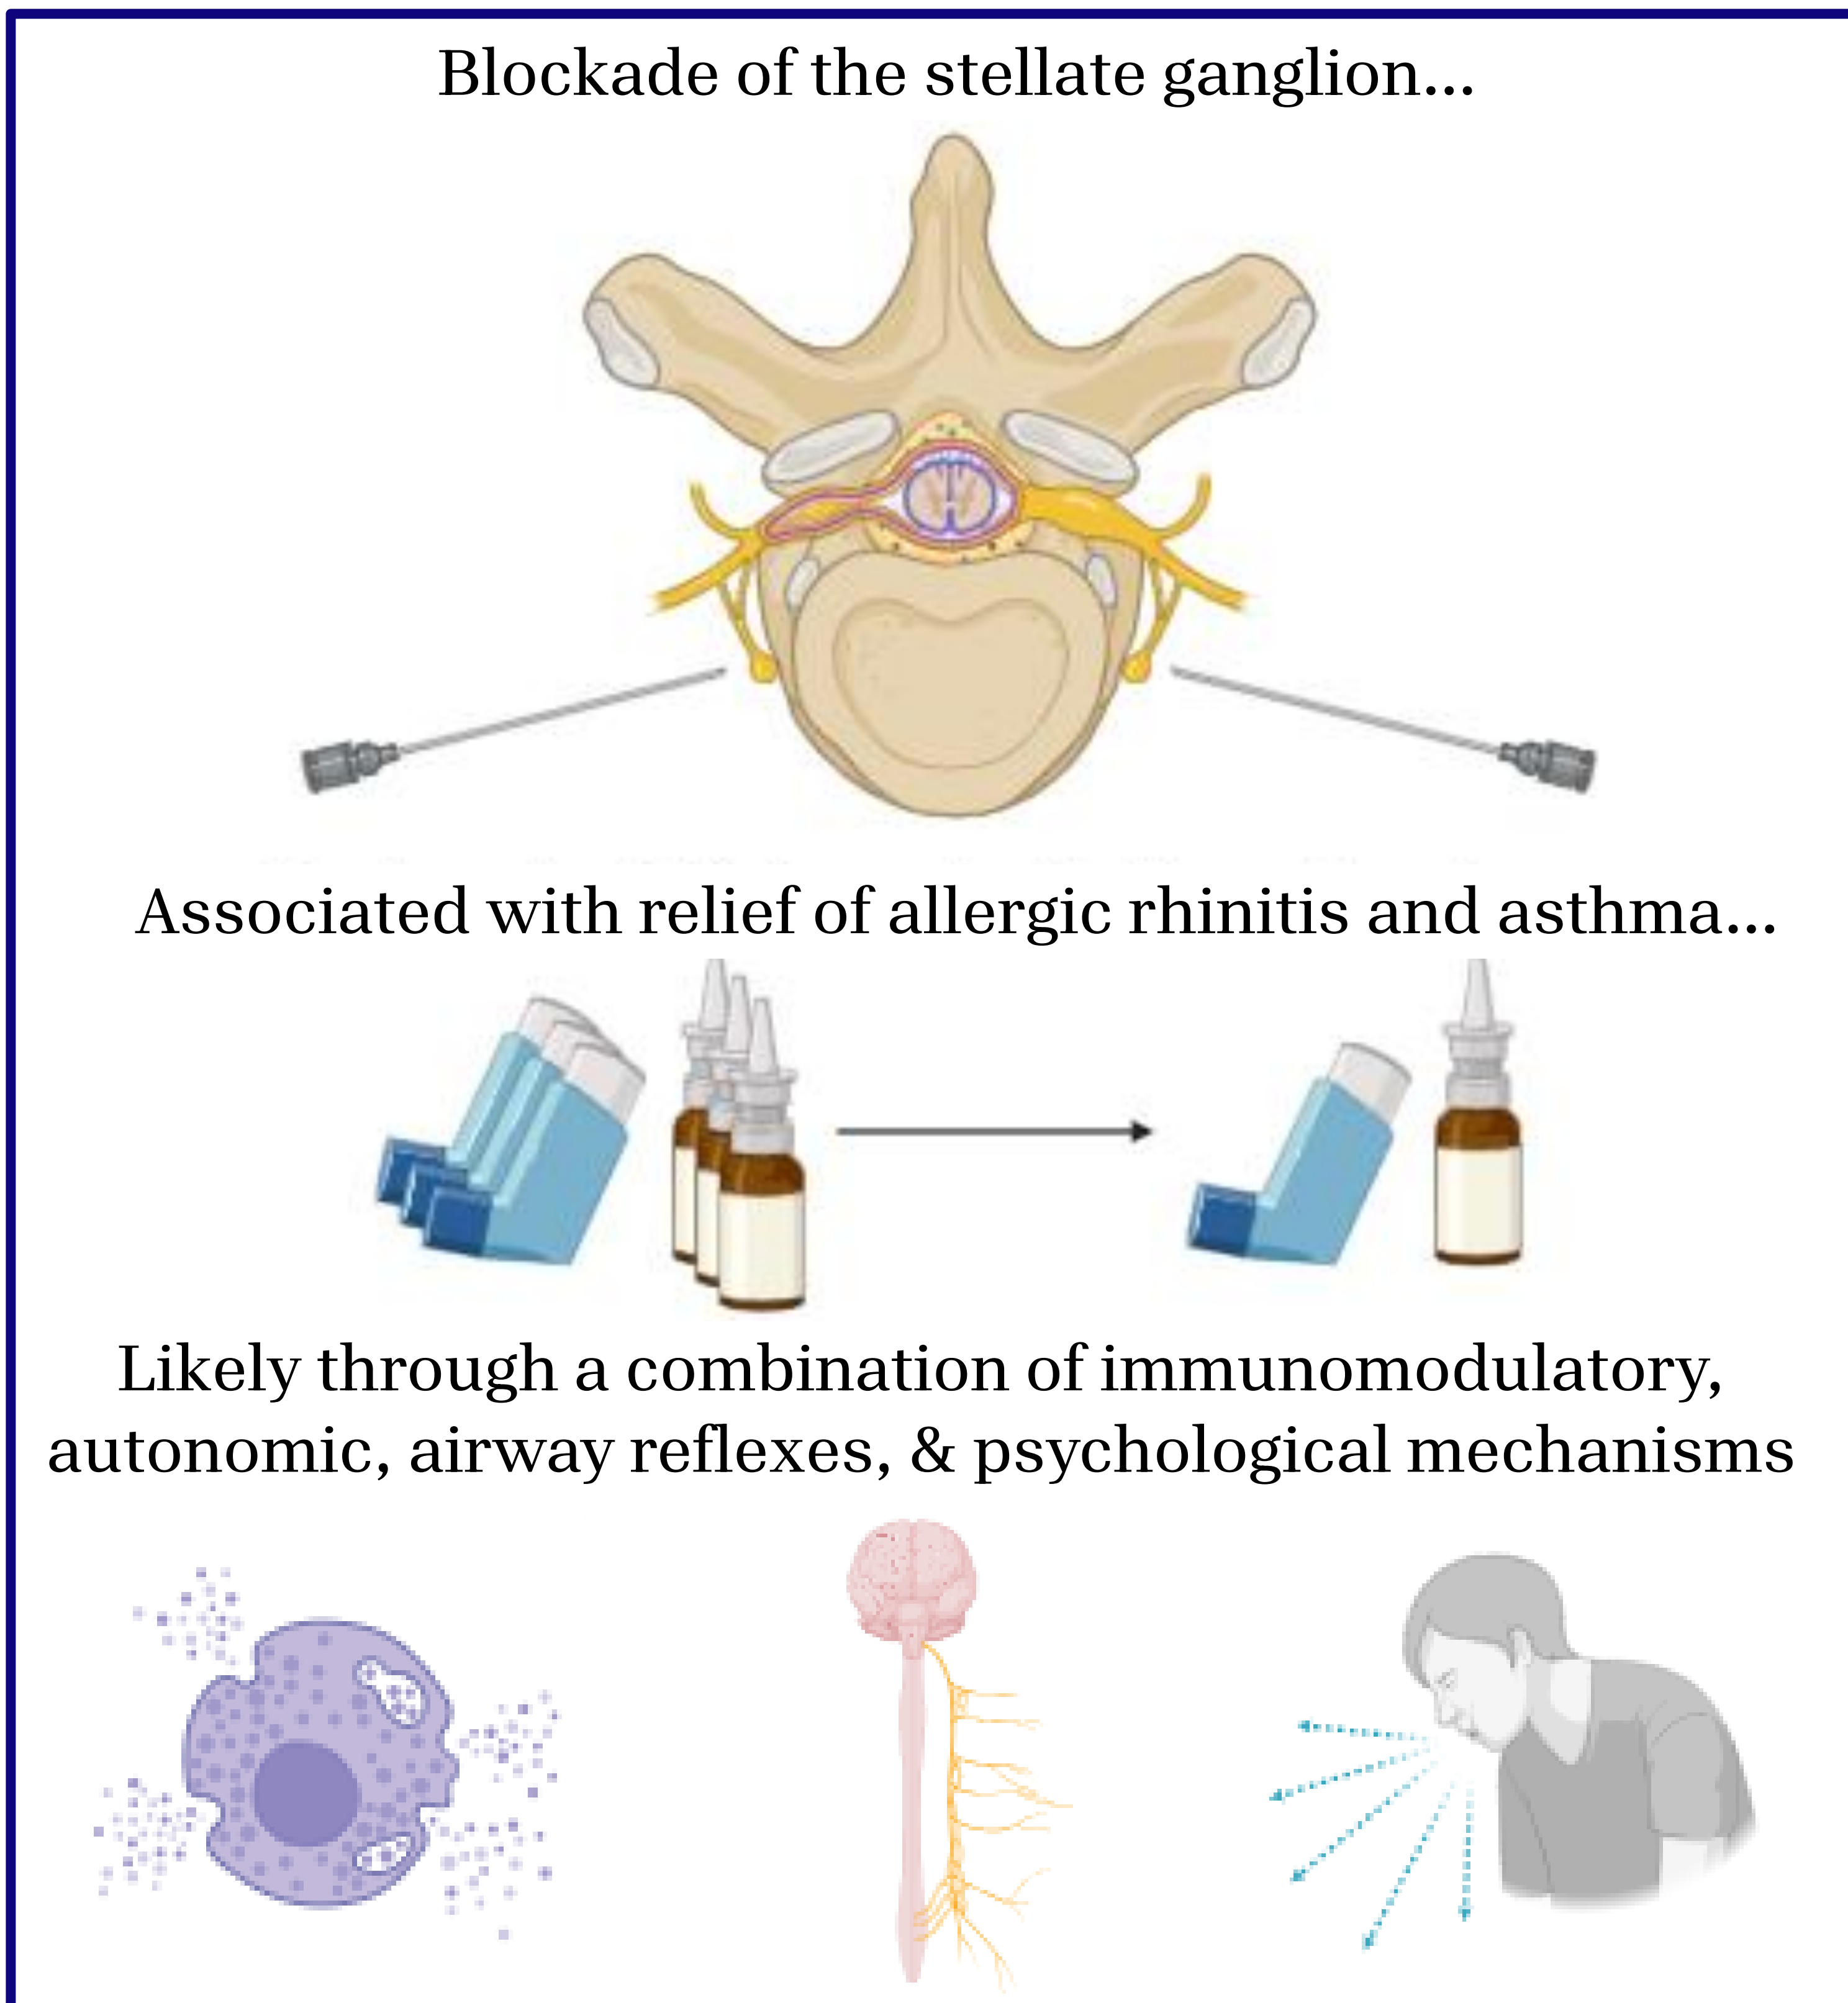 Blockade of the stellate ganglion...
Associated with relief of allergic rhinitis and asthma...
Likely through a combination of immunomodulatory,
autonomic, airway reflexes, & psychological mechanisms